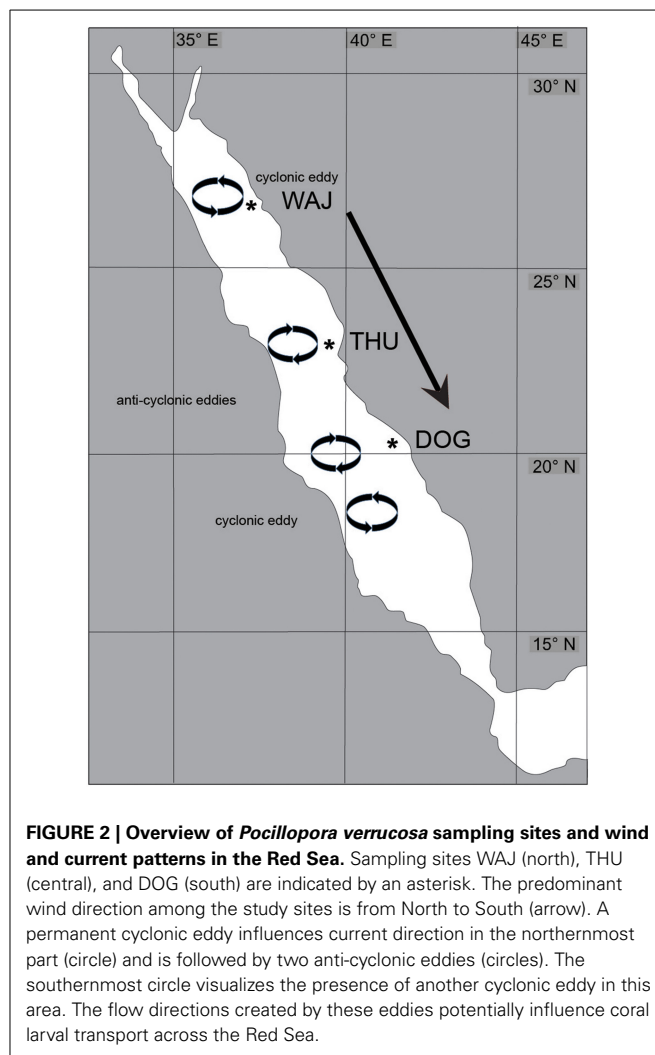 35° E 40° E 45° E
30° N
cyclonic eddy
* WAJ
25° N
* THU
anti-cyclonic eddies
* DOG
20° N
cyclonic eddy
15° N
FIGURE 2 | Overview of Pocillopora verrucosa sampling sites and wind
and current patterns in the Red Sea. Sampling sites WAJ (north), THU
(central), and DOG (south) are indicated by an asterisk. The predominant
wind direction among the study sites is from North to South (arrow). A
permanent cyclonic eddy influences current direction in the northernmost
part (circle) and is followed by two anti-cyclonic eddies (circles). The
southernmost circle visualizes the presence of another cyclonic eddy in this
area. The flow directions created by these eddies potentially influence coral
larval transport across the Red Sea.